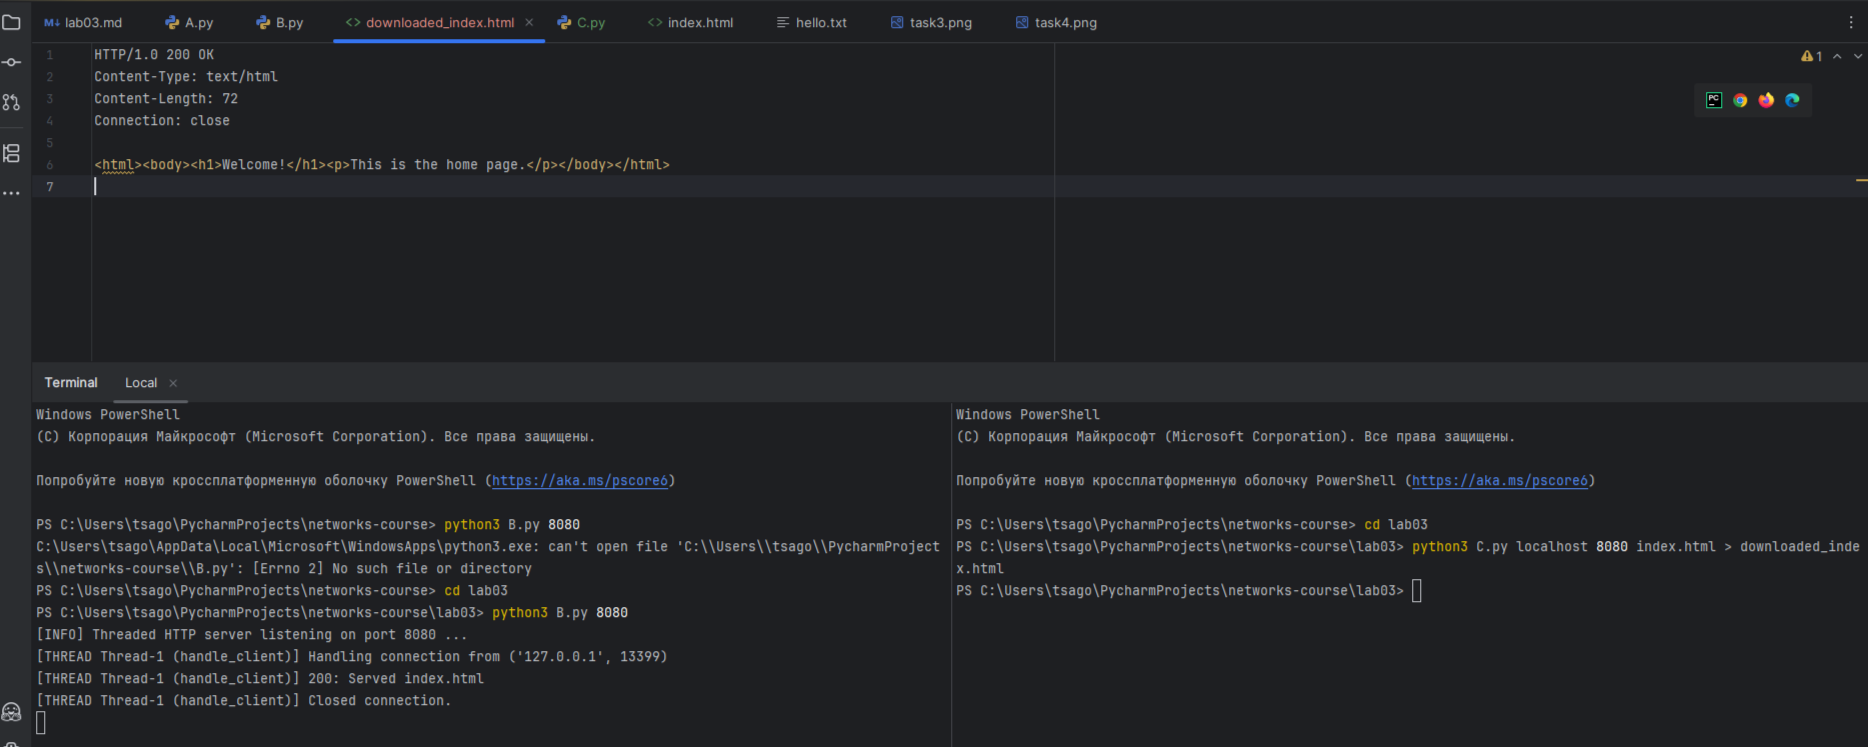 lab03.md A.py B.py downloaded_index.html C.py index.html hello.txt task3.png task4.png
1 HTTP/1.0 200 OK
2 Content-Type: text/html
3 Content-Length: 72
4 Connection: close
5
6 <html><body><h1>Welcome!</h1><p>This is the home page.</p></body></html>
7
1
PC
Terminal Local
Windows PowerShell
(C) Корпорация Майкрософт (Microsoft Corporation). Все права защищены.
Попробуйте новую кроссплатформенную оболочку PowerShell (https://aka.ms/pscore6)
PS C:\Users\tsago\PycharmProjects\networks-course> python3 B.py 8080
C:\Users\tsago\AppData\Local\Microsoft\WindowsApps\python3.exe: can't open file 'C:\\Users\\tsago\\PycharmProject
s\\networks-course\\B.py': [Errno 2] No such file or directory
PS C:\Users\tsago\PycharmProjects\networks-course> cd lab03
PS C:\Users\tsago\PycharmProjects\networks-course\lab03> python3 B.py 8080
[INFO] Threaded HTTP server listening on port 8080 ...
[THREAD Thread-1 (handle_client)] Handling connection from ('127.0.0.1', 13399)
[THREAD Thread-1 (handle_client)] 200: Served index.html
[THREAD Thread-1 (handle_client)] Closed connection.
Windows PowerShell
(C) Корпорация Майкрософт (Microsoft Corporation). Все права защищены.
Попробуйте новую кроссплатформенную оболочку PowerShell (https://aka.ms/pscore6)
PS C:\Users\tsago\PycharmProjects\networks-course> cd lab03
PS C:\Users\tsago\PycharmProjects\networks-course\lab03> python3 C.py localhost 8080 index.html > downloaded_inde
x.html
PS C:\Users\tsago\PycharmProjects\networks-course\lab03>